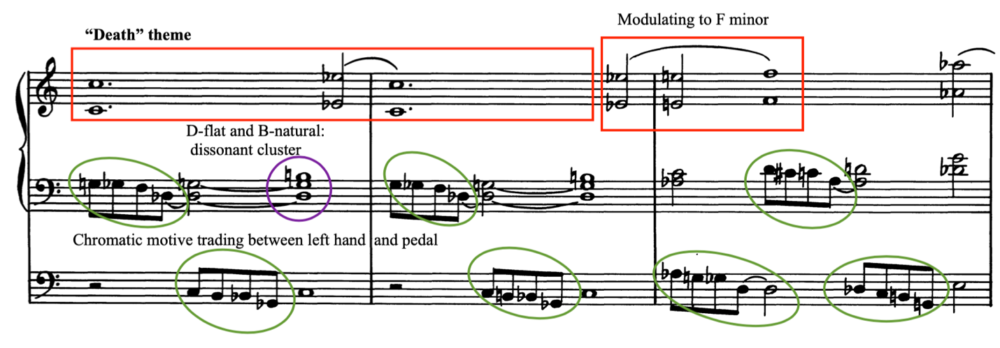 Modulating to F minor
“Death” theme
D-flat and B-natural:
dissonant cluster
Chromatic motive trading between left hand and pedal